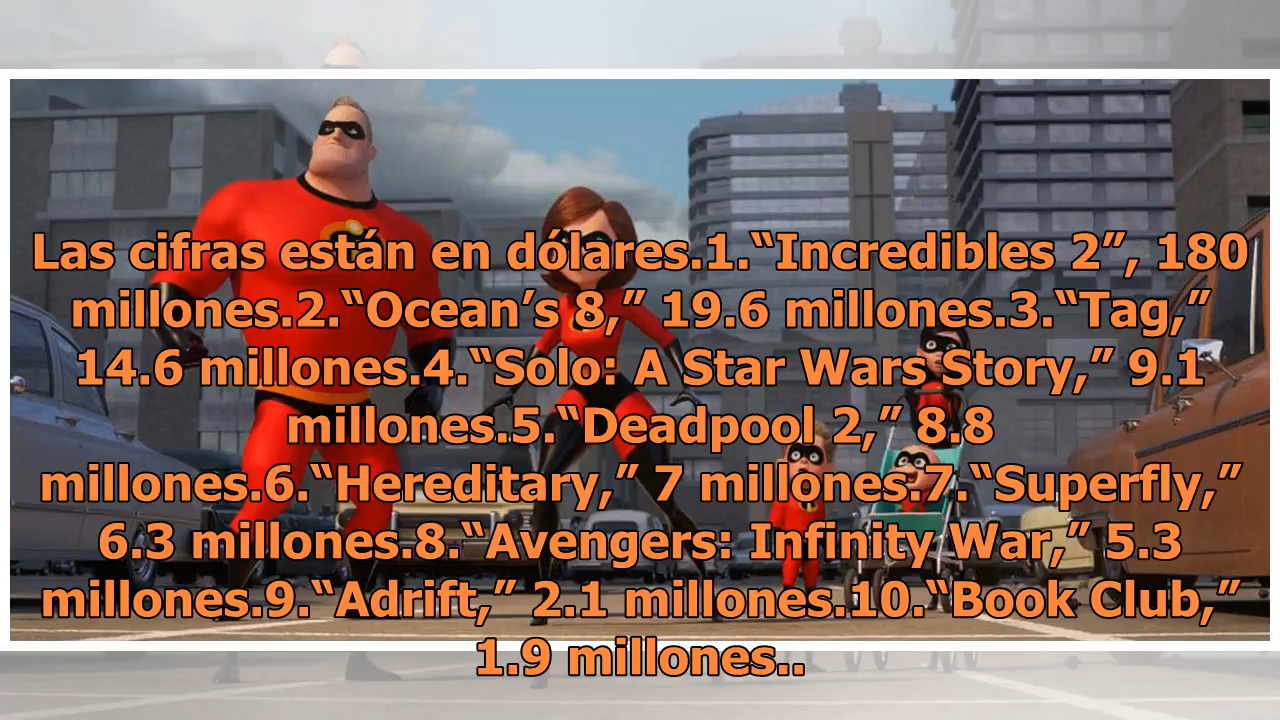 Las cifras están en dólares.1.“Incredibles 2”, 180
millones.2.“Ocean’s 8,” 19.6 millones.3.“Tag,”
14.6 millones.4.“Solo: A Star Wars Story,” 9.1
millones.5.“Deadpool 2,” 8.8
millones.6.“Hereditary,” 7 millones.7.“Superfly,”
6.3 millones.8.“Avengers: Infinity War,” 5.3
millones.9.“Adrift,” 2.1 millones.10.“Book Club,”
1.9 millones..